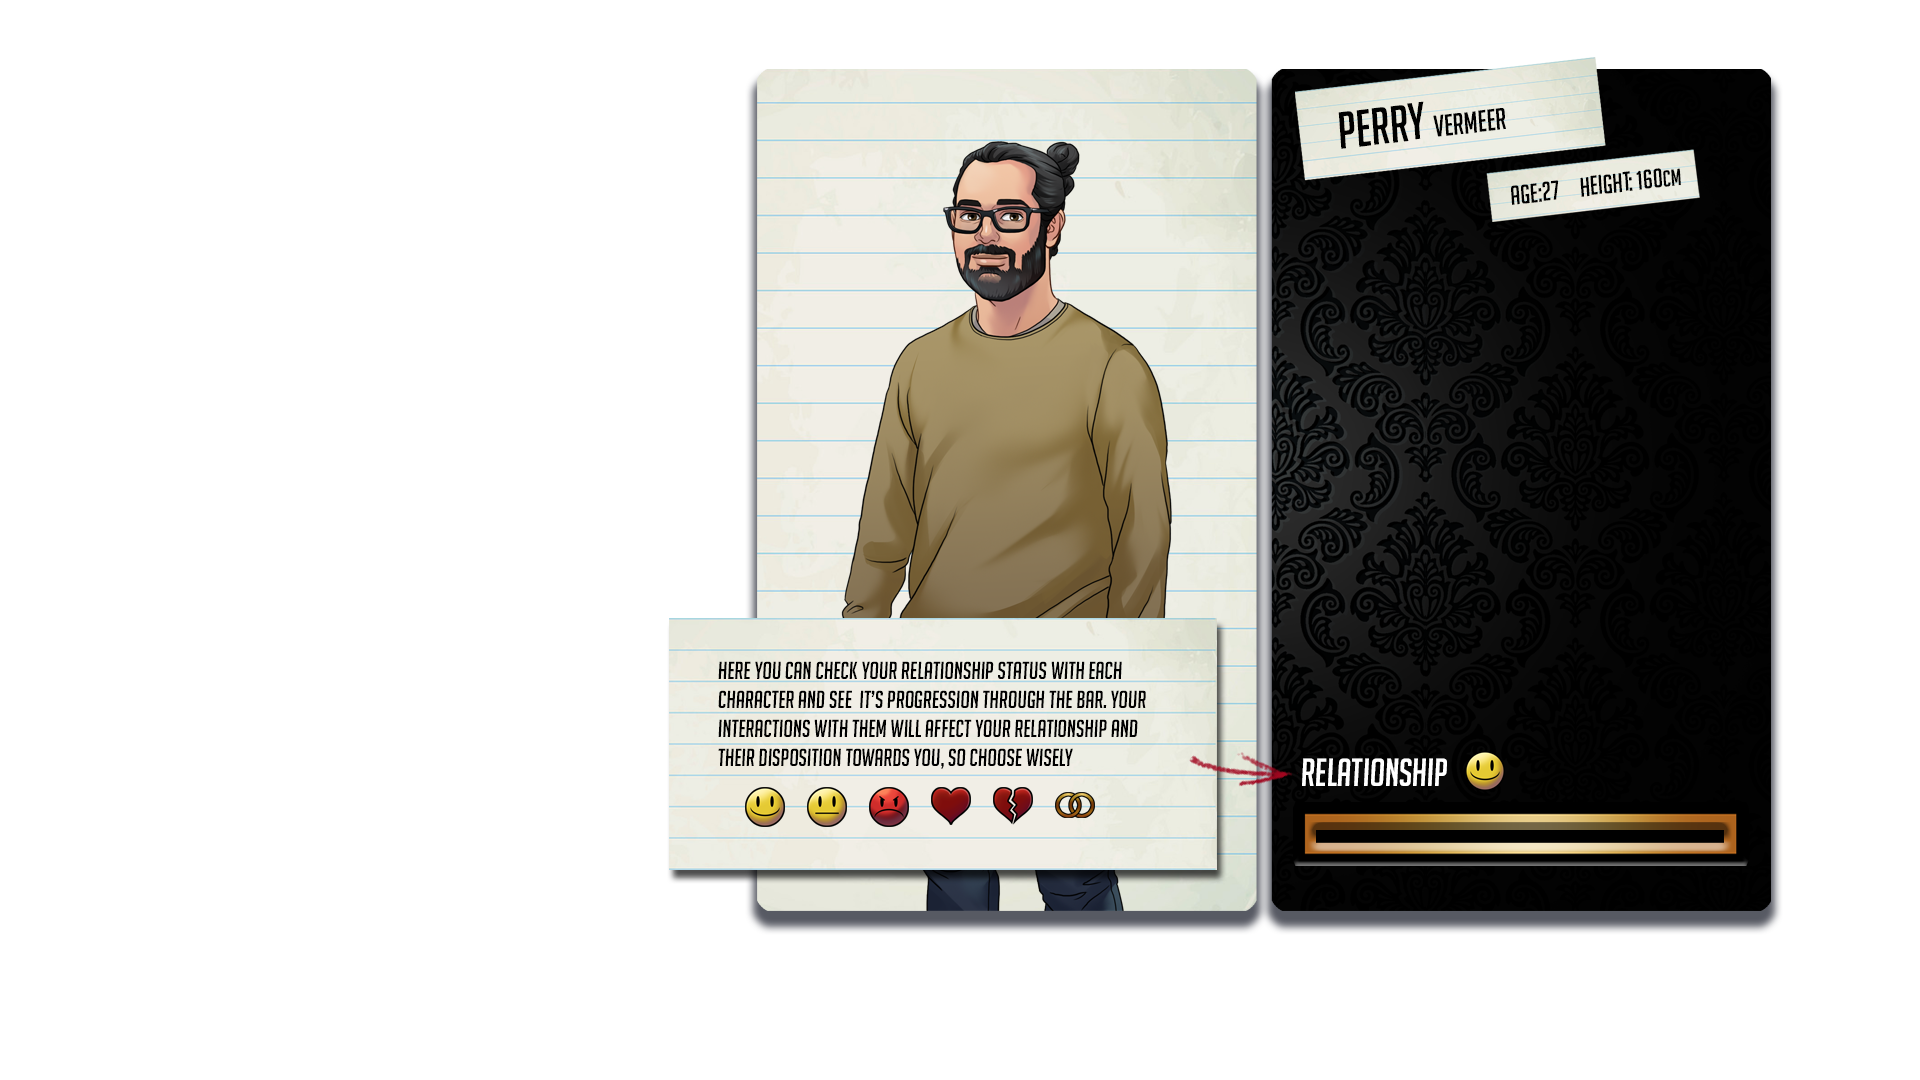 PERRY VERMEER
AGE:27 HEIGHT: 160CM
HERE YOU CAN CHECK YOUR RELATIONSHIP STATUS WITH EACH
CHARACTER AND SEE IT'S PROGRESSION THROUGH THE BAR. YOUR
INTERACTIONS WITH THEM WILL AFFECT YOUR RELATIONSHIP AND
THEIR DISPOSITION TOWARDS YOU, SO CHOOSE WISELY
RELATIONSHIP